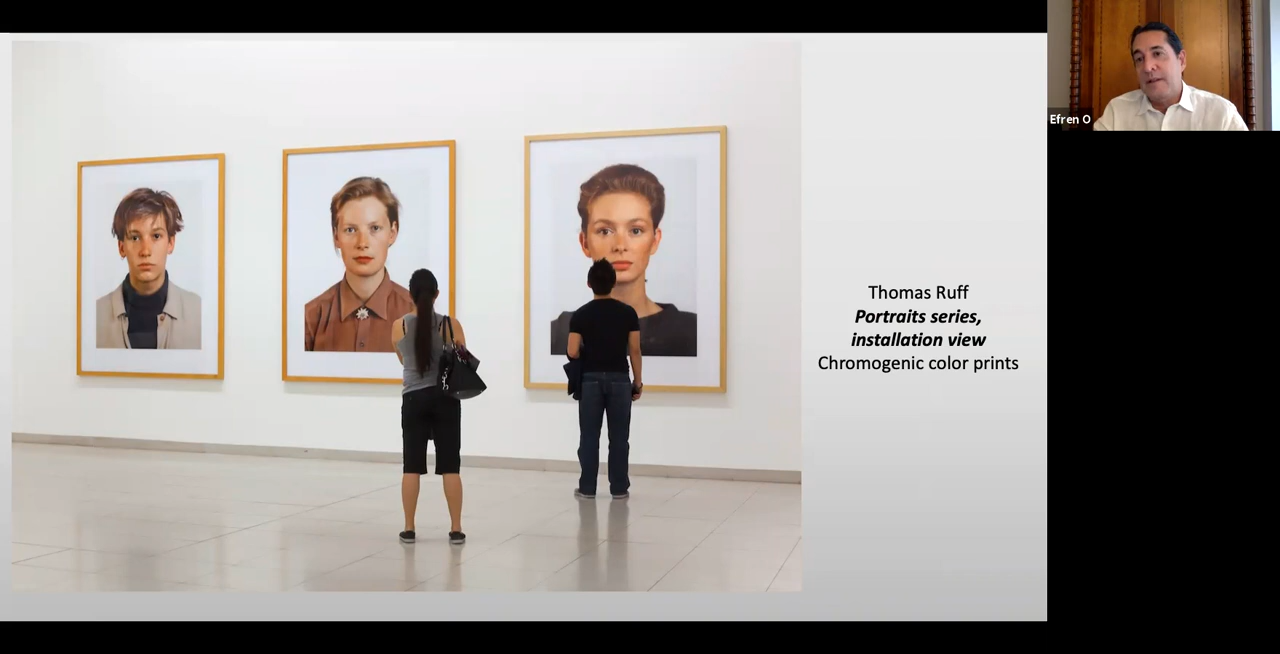 Efren O
Thomas Ruff
Portraits series,
installation view
Chromogenic color prints